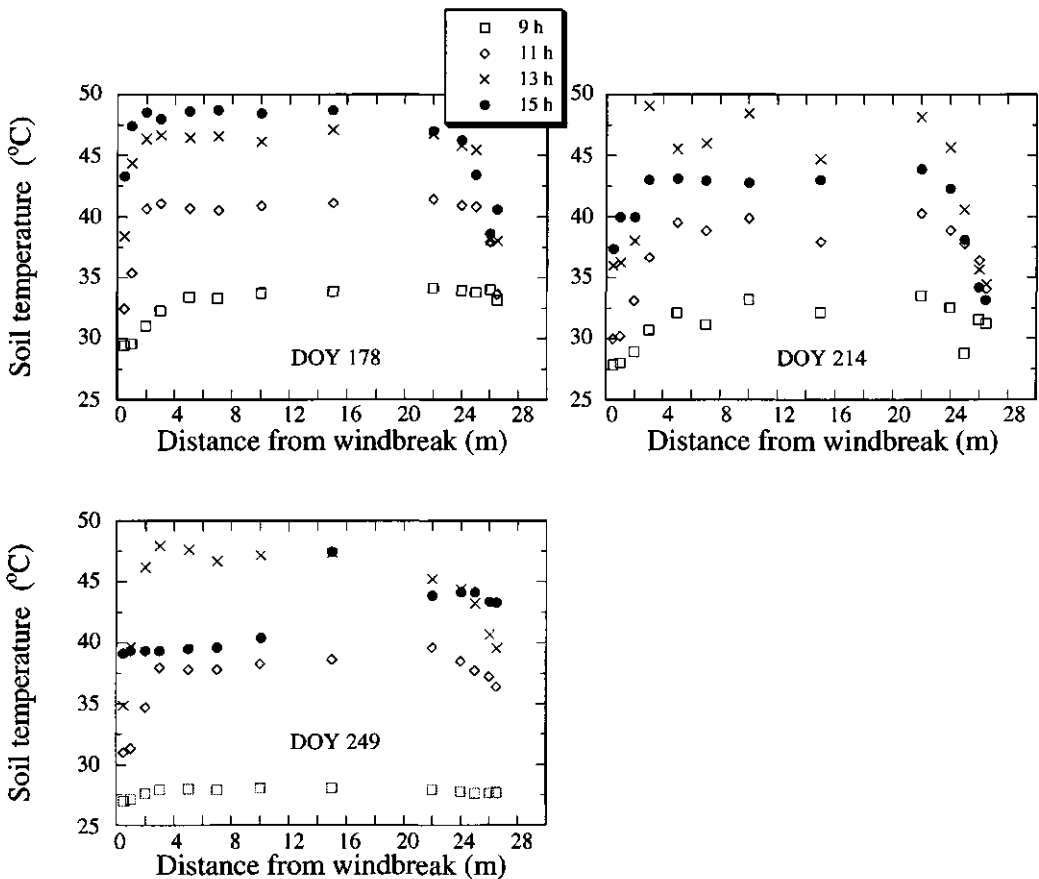 9 h
11 h
13 h
15 h
50
45
40
35
30
25
Soil temperature (°C)
DOY 178
0 4 8 12 16 20 24 28
Distance from windbreak (m)
50
45
40
35
30
25
DOY 214
0 4 8 12 16 20 24 28
Distance from windbreak (m)
50
45
40
35
30
25
Soil temperature (°C)
DOY 249
0 4 8 12 16 20 24 28
Distance from windbreak (m)